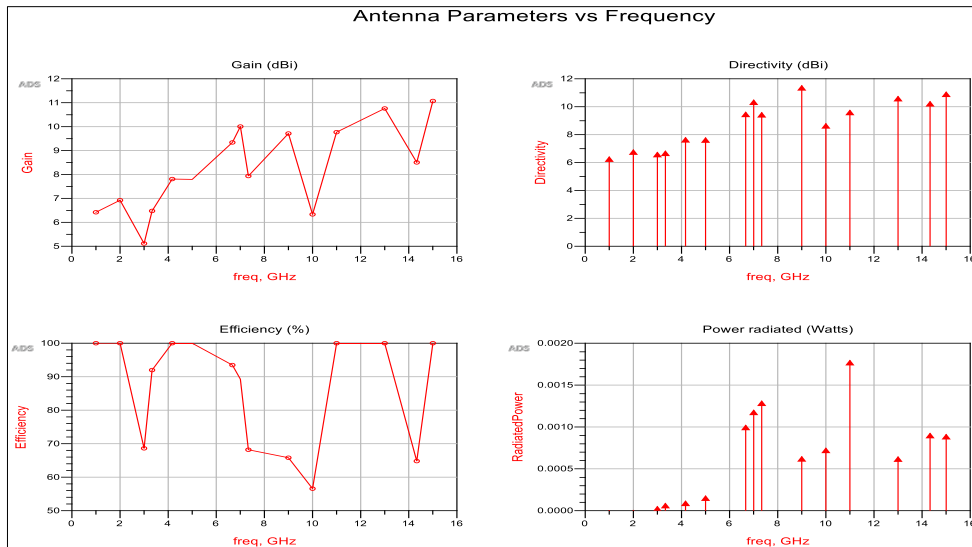 Antenna Parameters vs Frequency
Gain (dBi)
ADS
12
11
10
9
8
7
6
5
Gain
0 2 4 6 8 10 12 14 16
freq, GHz
Directivity (dBi)
ADS
12
10
8
6
4
2
0
Directivity
0 2 4 6 8 10 12 14 16
freq, GHz
Efficiency (%)
ADS
100
90
80
70
60
50
Efficiency
0 2 4 6 8 10 12 14 16
freq, GHz
Power radiated (Watts)
ADS
0.0020
0.0015
0.0010
0.0005
0.0000
RadiatedPower
0 2 4 6 8 10 12 14 16
freq, GHz